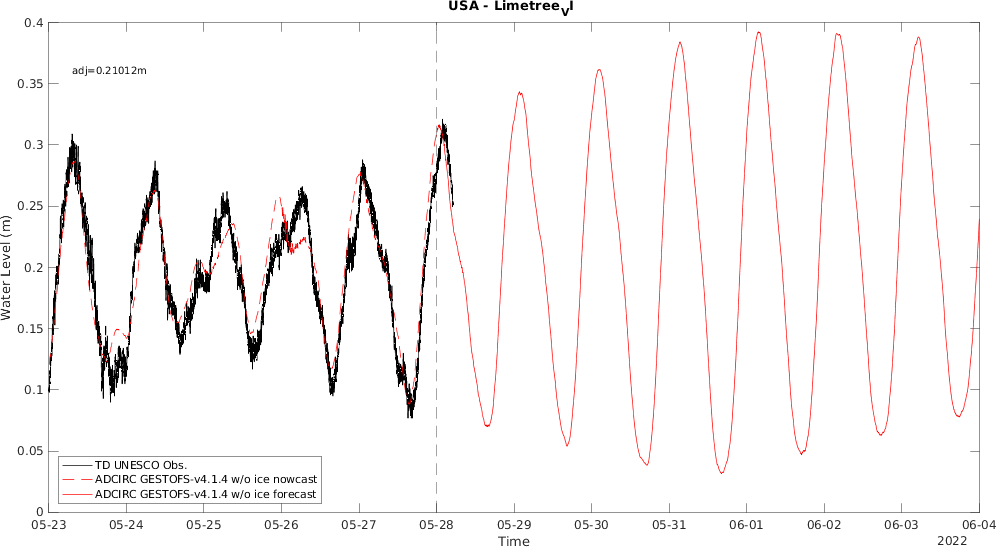 USA - Limetree_VI
adj=0.21012m
0.4
0.35
0.3
0.25
0.2
0.15
0.1
0.05
0
Water Level (m)
TD UNESCO Obs.
ADCIRC GESTOFS-v4.1.4 w/o ice nowcast
ADCIRC GESTOFS-v4.1.4 w/o ice forecast
05-23 05-24 05-25 05-26 05-27 05-28 05-29 05-30 05-31 06-01 06-02 06-03 06-04
Time
2022